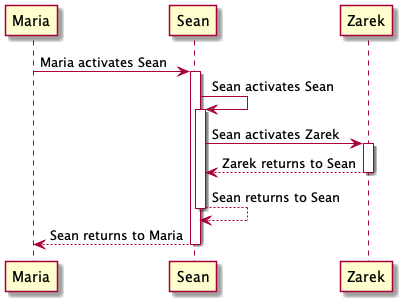 Maria
Sean
Zarek
Maria activates Sean
Sean activates Sean
Sean activates Zarek
Zarek returns to Sean
Sean returns to Sean
Sean returns to Maria
Maria
Sean
Zarek